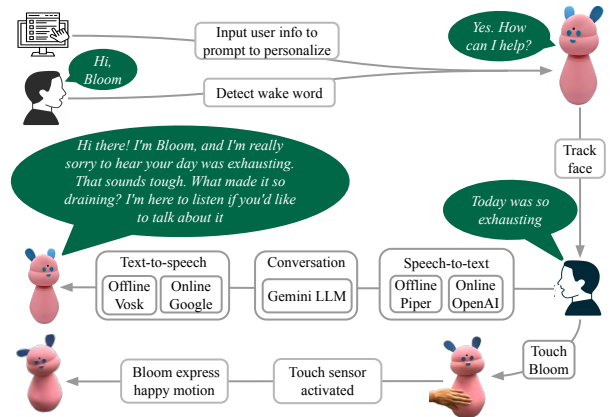 Input user info to
prompt to personalize
Hi,
Bloom
Detect wake word
Yes. How
can I help?
Track
face
Hi there! I'm Bloom, and I'm really
sorry to hear your day was exhausting.
That sounds tough. What made it so
draining? I'm here to listen if you'd like
to talk about it
Today was so
exhausting
Text-to-speech
Offline
Vosk
Online
Google
Conversation
Gemini LLM
Speech-to-text
Offline
Piper
Online
OpenAI
Touch
Bloom
Touch sensor
activated
Bloom express
happy motion